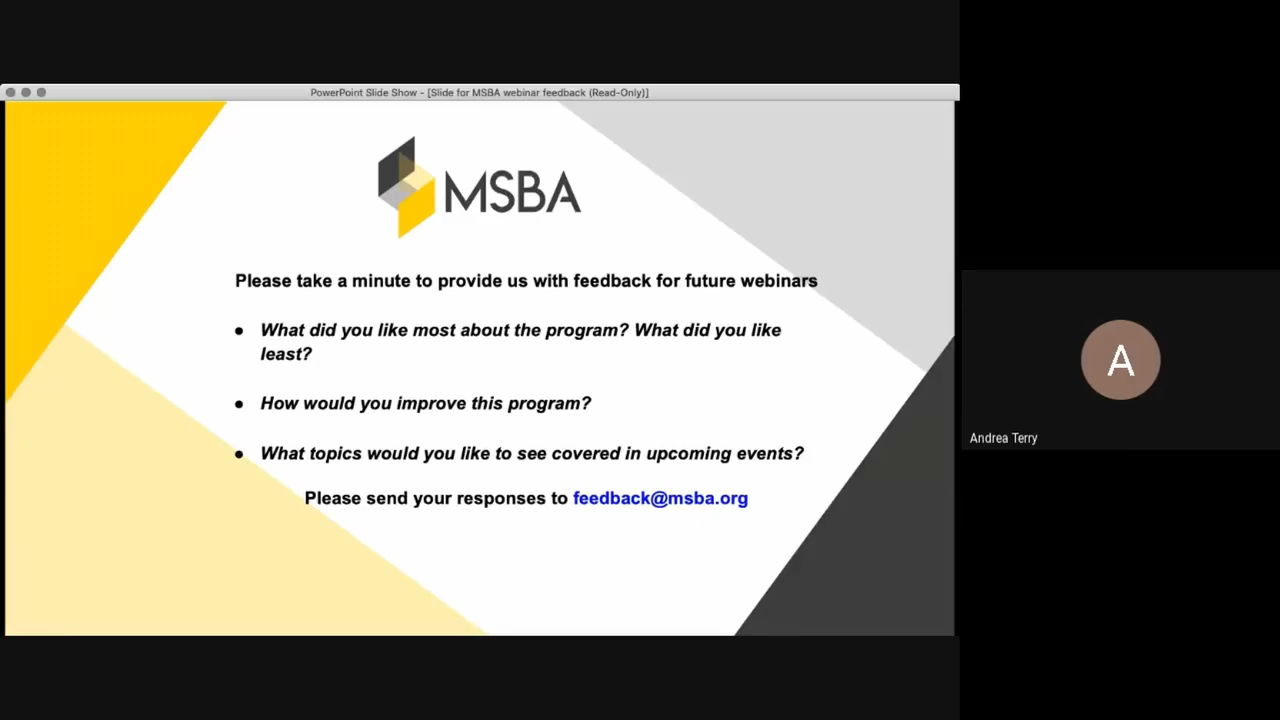 PowerPoint Slide Show - [Slide for MSBA webinar feedback (Read-Only)]
MSBA
Please take a minute to provide us with feedback for future webinars
● What did you like most about the program? What did you like
least?
● How would you improve this program?
● What topics would you like to see covered in upcoming events?
Please send your responses to feedback@msba.org
A
Andrea Terry